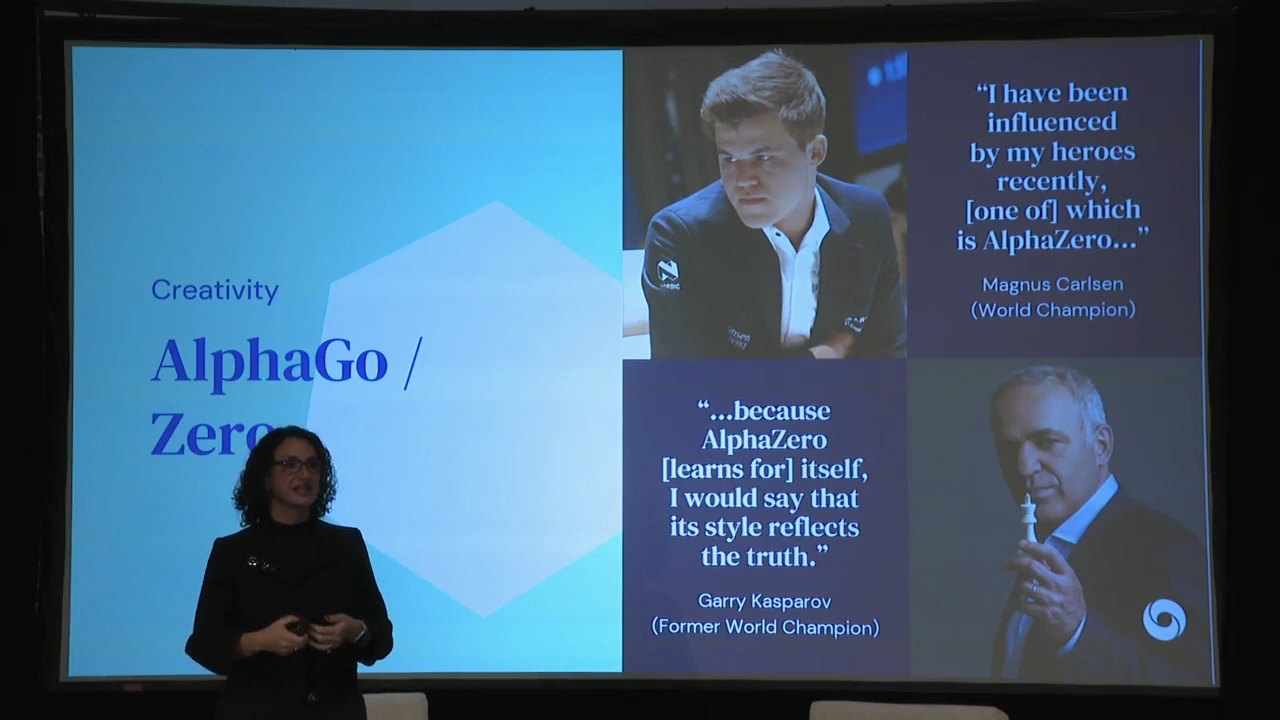 Creativity
AlphaGo /
Zero
“I have been
influenced
by my heroes
recently,
[one of] which
is AlphaZero...”
Magnus Carlsen
(World Champion)
“...because
AlphaZero
[learns for] itself,
I would say that
its style reflects
the truth.”
Garry Kasparov
(Former World Champion)